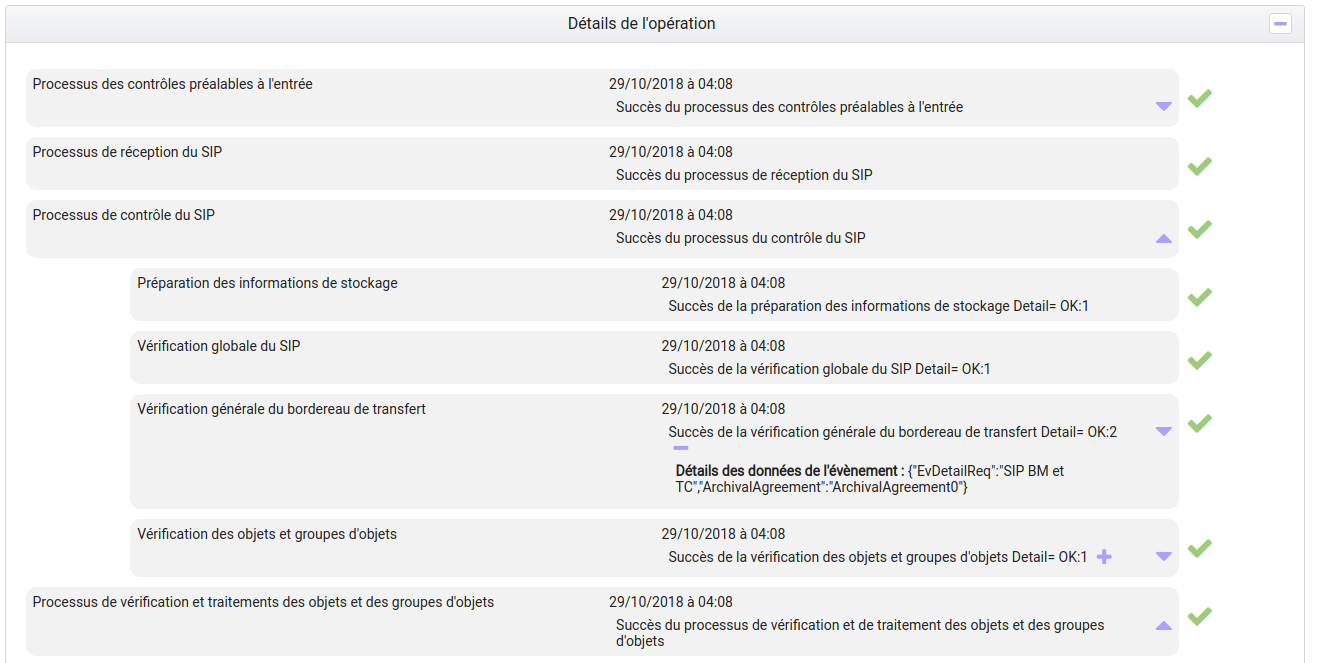 Détails de l'opération
Processus des contrôles préalables à l'entrée
29/10/2018 à 04:08
Succès du processus des contrôles préalables à l'entrée
Processus de réception du SIP
29/10/2018 à 04:08
Succès du processus de réception du SIP
Processus de contrôle du SIP
29/10/2018 à 04:08
Succès du processus du contrôle du SIP
Préparation des informations de stockage
29/10/2018 à 04:08
Succès de la préparation des informations de stockage Detail= OK:1
Vérification globale du SIP
29/10/2018 à 04:08
Succès de la vérification globale du SIP Detail= OK:1
Vérification générale du bordereau de transfert
29/10/2018 à 04:08
Succès de la vérification générale du bordereau de transfert Detail= OK:2
Détails des données de l'évènement : {"EvDetailReq":"SIP BM et
TC","ArchivalAgreement":"ArchivalAgreement0"}
Vérification des objets et groupes d'objets
29/10/2018 à 04:08
Succès de la vérification des objets et groupes d'objets Detail= OK:1
Processus de vérification et traitements des objets et des groupes d'objets
29/10/2018 à 04:08
Succès du processus de vérification et de traitement des objets et des groupes
d'objets